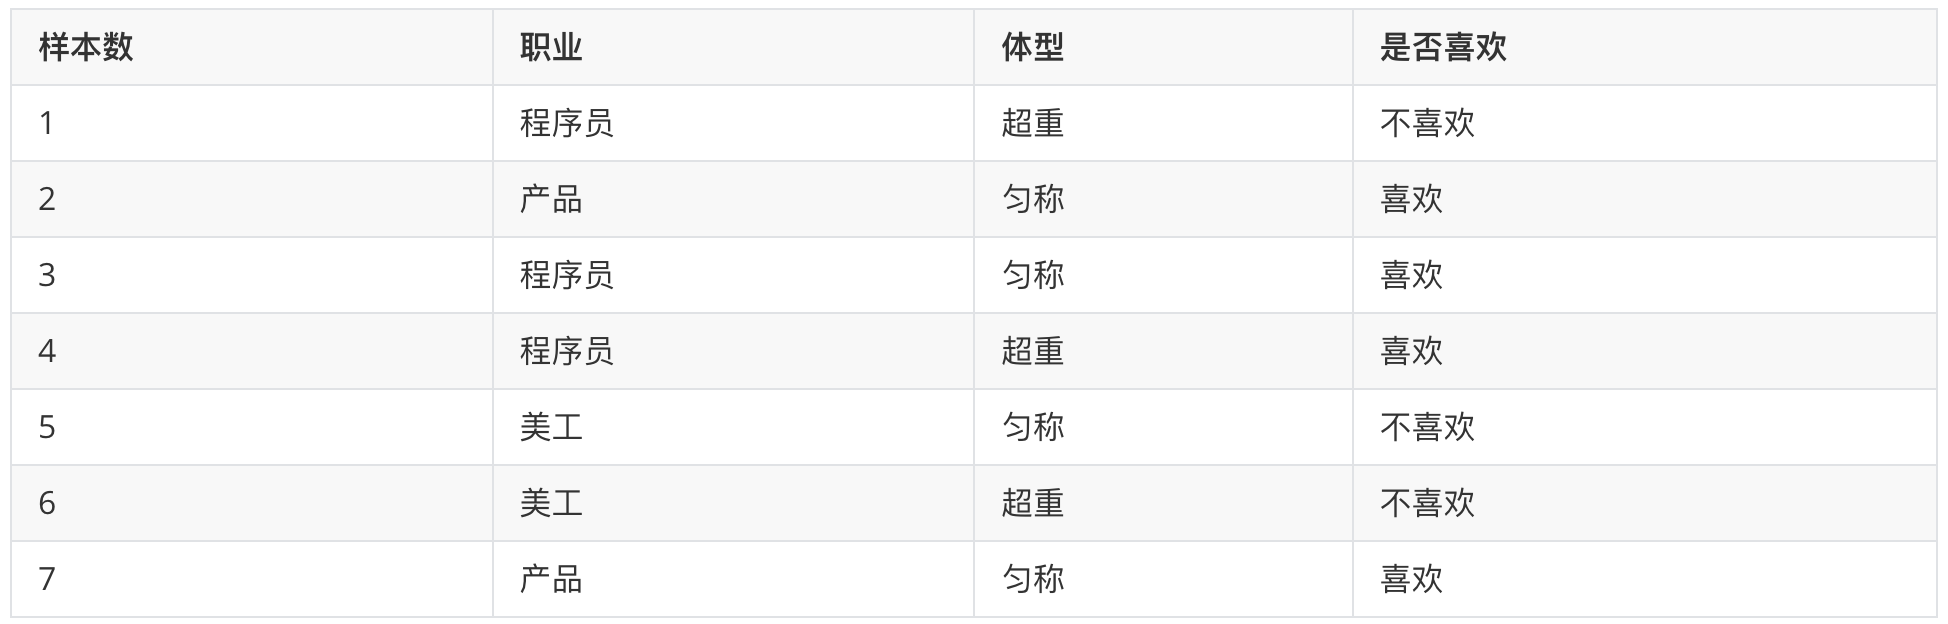 样本数 职业 体型 是否喜欢
1 程序员 超重 不喜欢
2 产品 匀称 喜欢
3 程序员 匀称 喜欢
4 程序员 超重 喜欢
5 美工 匀称 不喜欢
6 美工 超重 不喜欢
7 产品 匀称 喜欢